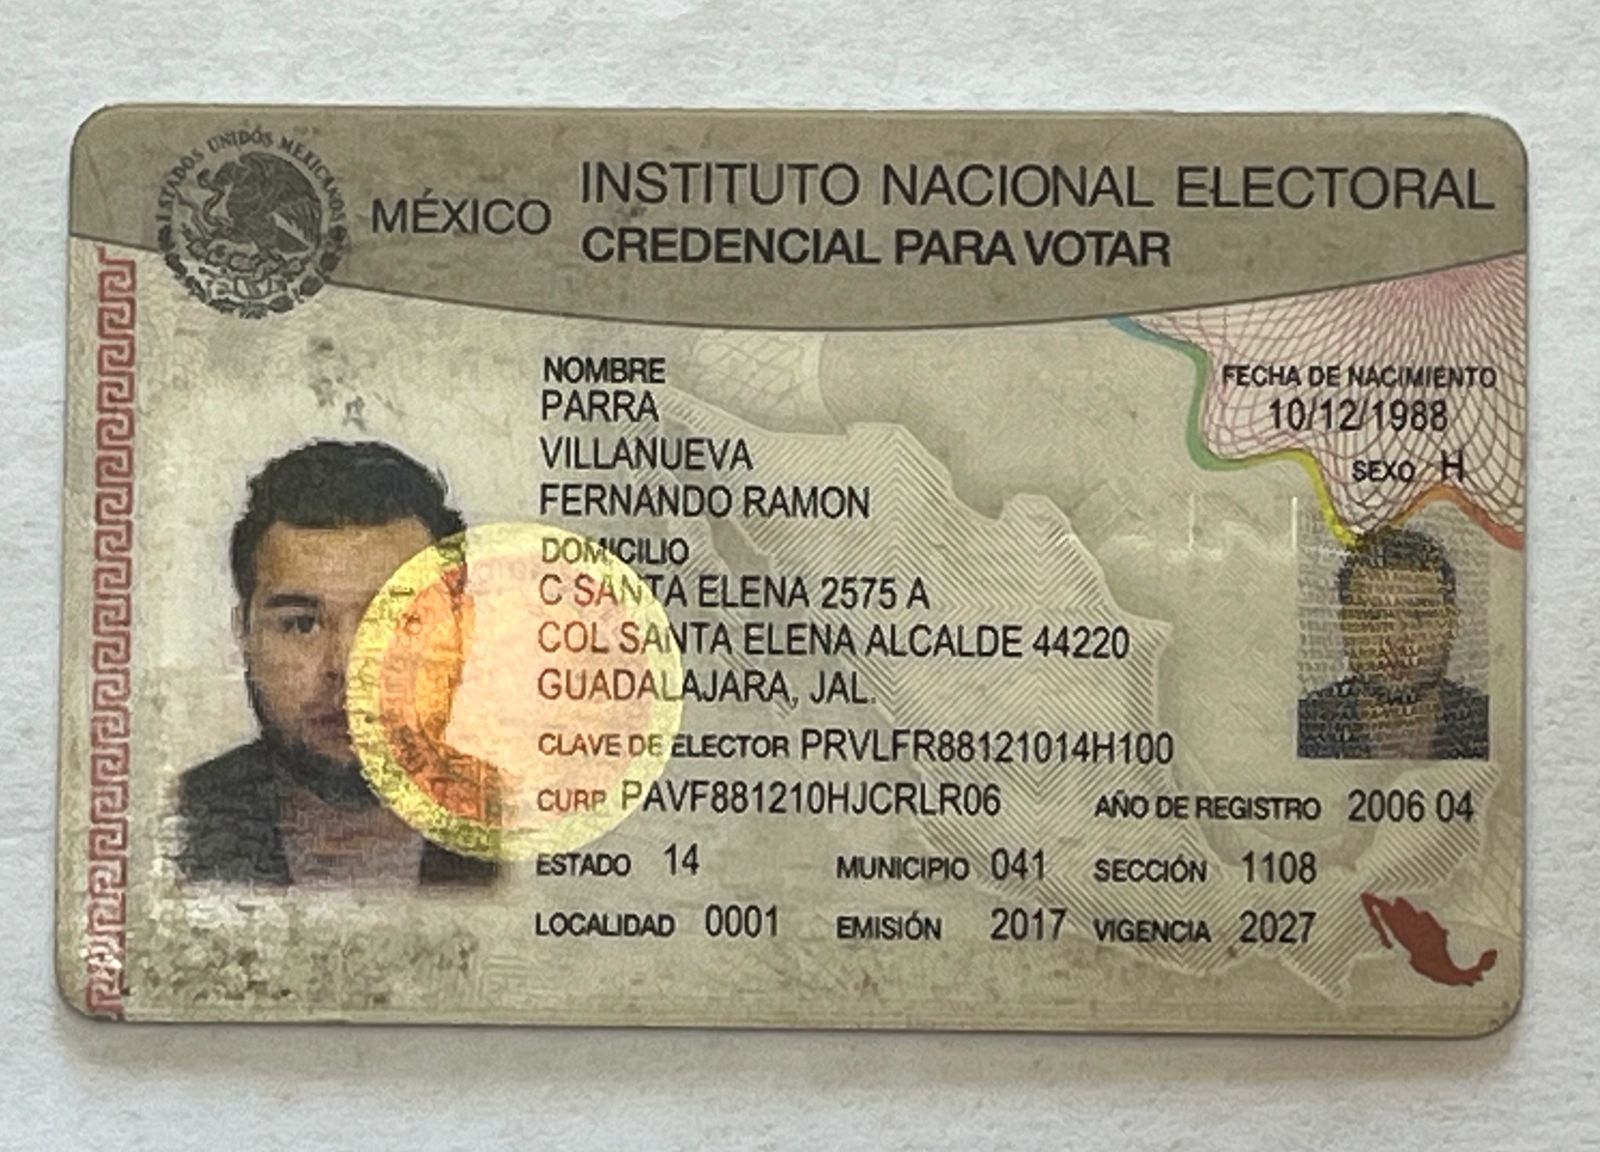 ESTADOS UNIDOS MEXICANOS
MÉXICO
INSTITUTO NACIONAL ELECTORAL
CREDENCIAL PARA VOTAR
NOMBRE
PARRA
VILLANUEVA
FERNANDO RAMON
FECHA DE NACIMIENTO
10/12/1988
SEXO H
DOMICILIO
C SANTA ELENA 2575 A
COL SANTA ELENA ALCALDE 44220
GUADALAJARA, JAL.
CLAVE DE ELECTOR PRVLFR88121014H100
CURP PAVF881210HJCRLR06 AÑO DE REGISTRO 2006 04
ESTADO 14 MUNICIPIO 041 SECCIÓN 1108
LOCALIDAD 0001 EMISIÓN 2017 VIGENCIA 2027